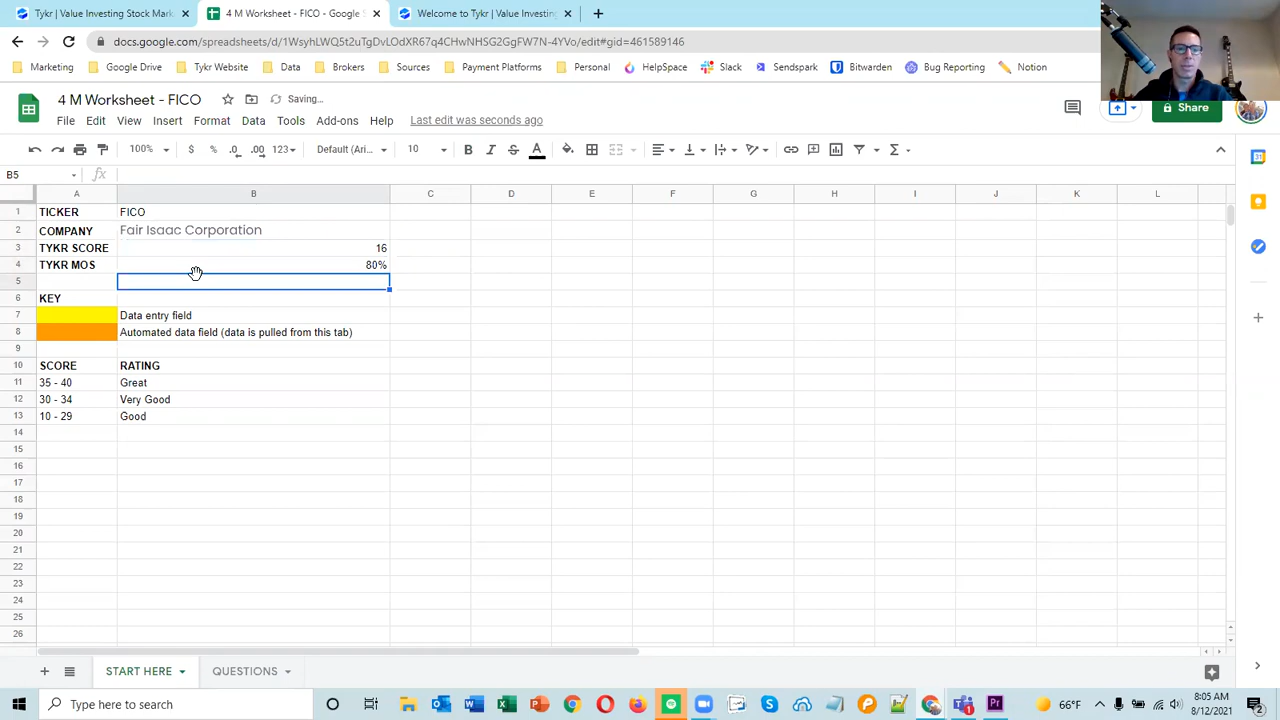 Tykr | Value Investing Stock Mark
4 M Worksheet - FICO - Google S
Welcome to Tykr | Value Investing
docs.google.com/spreadsheets/d/1WsyhLWQ5t2uTgDvLOdXR67q4CHwNHSL2GgFW7N-4YVo/edit#gid=461589146
Marketing Google Drive Tykr Website Data Brokers Sources Payment Platforms Personal HelpSpace Slack Sendspark Bitwarden Bug Reporting Notion
4 M Worksheet - FICO Saving...
Share
File Edit View Insert Format Data Tools Add-ons Help Last edit was seconds ago
100% $ % .0 .00 123 Default (Ari... 10 B I S A
B5 fx
A B C D E F G H I J K L
1 TICKER FICO
2 COMPANY Fair Isaac Corporation
3 TYKR SCORE 16
4 TYKR MOS 80%
5
6 KEY
7 Data entry field
8 Automated data field (data is pulled from this tab)
9
10 SCORE RATING
11 35 - 40 Great
12 30 - 34 Very Good
13 10 - 29 Good
14
15
16
17
18
19
20
21
22
23
24
25
26
START HERE QUESTIONS
Type here to search
66°F
8:05 AM
8/12/2021